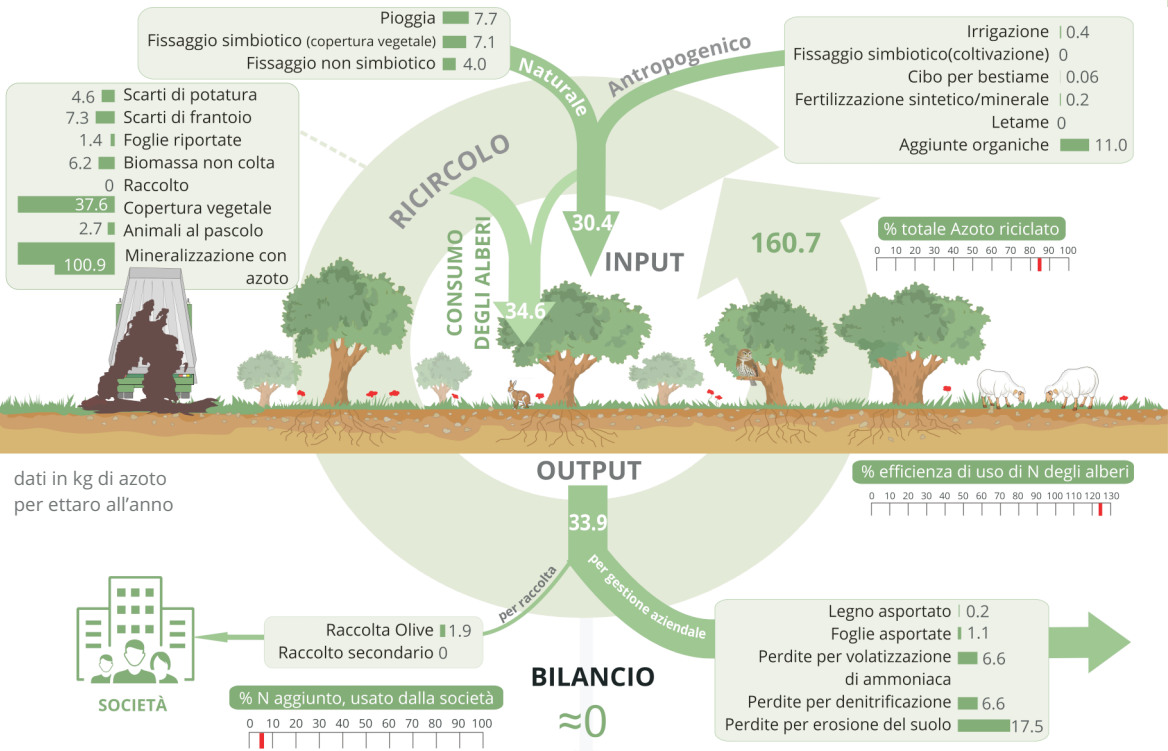 Pioggia 7.7
Fissaggio simbiotico (copertura vegetale) 7.1
Fissaggio non simbiotico 4.0
Naturale
Antropogenico
Irrigazione 0.4
Fissaggio simbiotico(coltivazione) 0
Cibo per bestiame 0.06
Fertilizzazione sintetico/minerale 0.2
Letame 0
Aggiunte organiche 11.0
4.6 Scarti di potatura
7.3 Scarti di frantoio
1.4 Foglie riportate
6.2 Biomassa non colta
0 Raccolto
37.6 Copertura vegetale
2.7 Animali al pascolo
100.9 Mineralizzazione con
azoto
RICIRCOLO
CONSUMO
DEGLI ALBERI
34.6
30.4
INPUT
160.7
% totale Azoto riciclato
0 10 20 30 40 50 60 70 80 90 100
dati in kg di azoto
per ettaro all'anno
OUTPUT
33.9
% efficienza di uso di N degli alberi
0 10 20 30 40 50 60 70 80 90 100 110 120 130
per raccolta
per gestione aziendale
SOCIETÀ
Raccolta Olive 1.9
Raccolto secondario 0
% N aggiunto, usato dalla società
0 10 20 30 40 50 60 70 80 90 100
BILANCIO
≈0
Legno asportato 0.2
Foglie asportate 1.1
Perdite per volatizzazione 6.6
di ammoniaca
Perdite per denitrificazione 6.6
Perdite per erosione del suolo 17.5